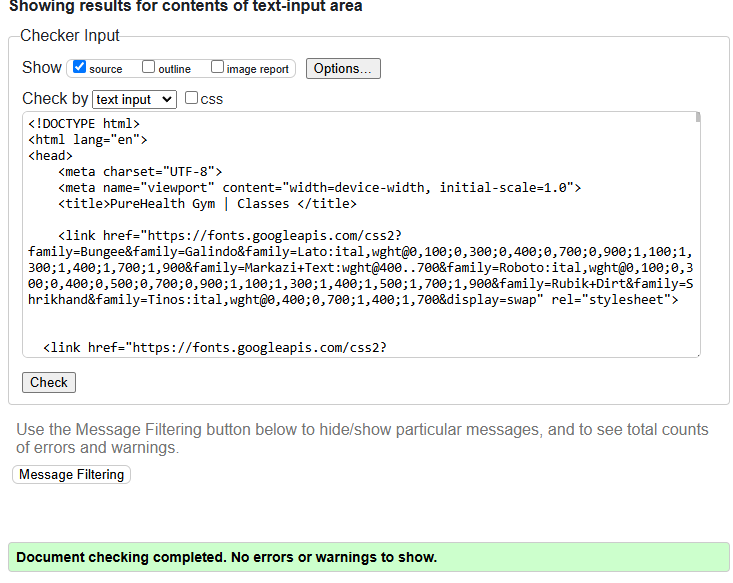 Showing results for contents of text-input area
Checker Input
Show source outline image report Options...
Check by text input css
<!DOCTYPE html>
<html lang="en">
<head>
    <meta charset="UTF-8">
    <meta name="viewport" content="width=device-width, initial-scale=1.0">
    <title>PureHealth Gym | Classes </title>

    <link href="https://fonts.googleapis.com/css2?
family=Bungee&family=Galindo&family=Lato:ital,wght@0,100;0,300;0,400;0,700;0,900;1,100;1,
300;1,400;1,700;1,900&family=Markazi+Text:wght@400..700&family=Roboto:ital,wght@0,100;0,3
00;0,400;0,500;0,700;0,900;1,100;1,300;1,400;1,500;1,700;1,900&family=Rubik+Dirt&family=S
hrikhand&family=Tinos:ital,wght@0,400;0,700;1,400;1,700&display=swap" rel="stylesheet">

  <link href="https://fonts.googleapis.com/css2?
Check
Use the Message Filtering button below to hide/show particular messages, and to see total counts
of errors and warnings.
Message Filtering
Document checking completed. No errors or warnings to show.